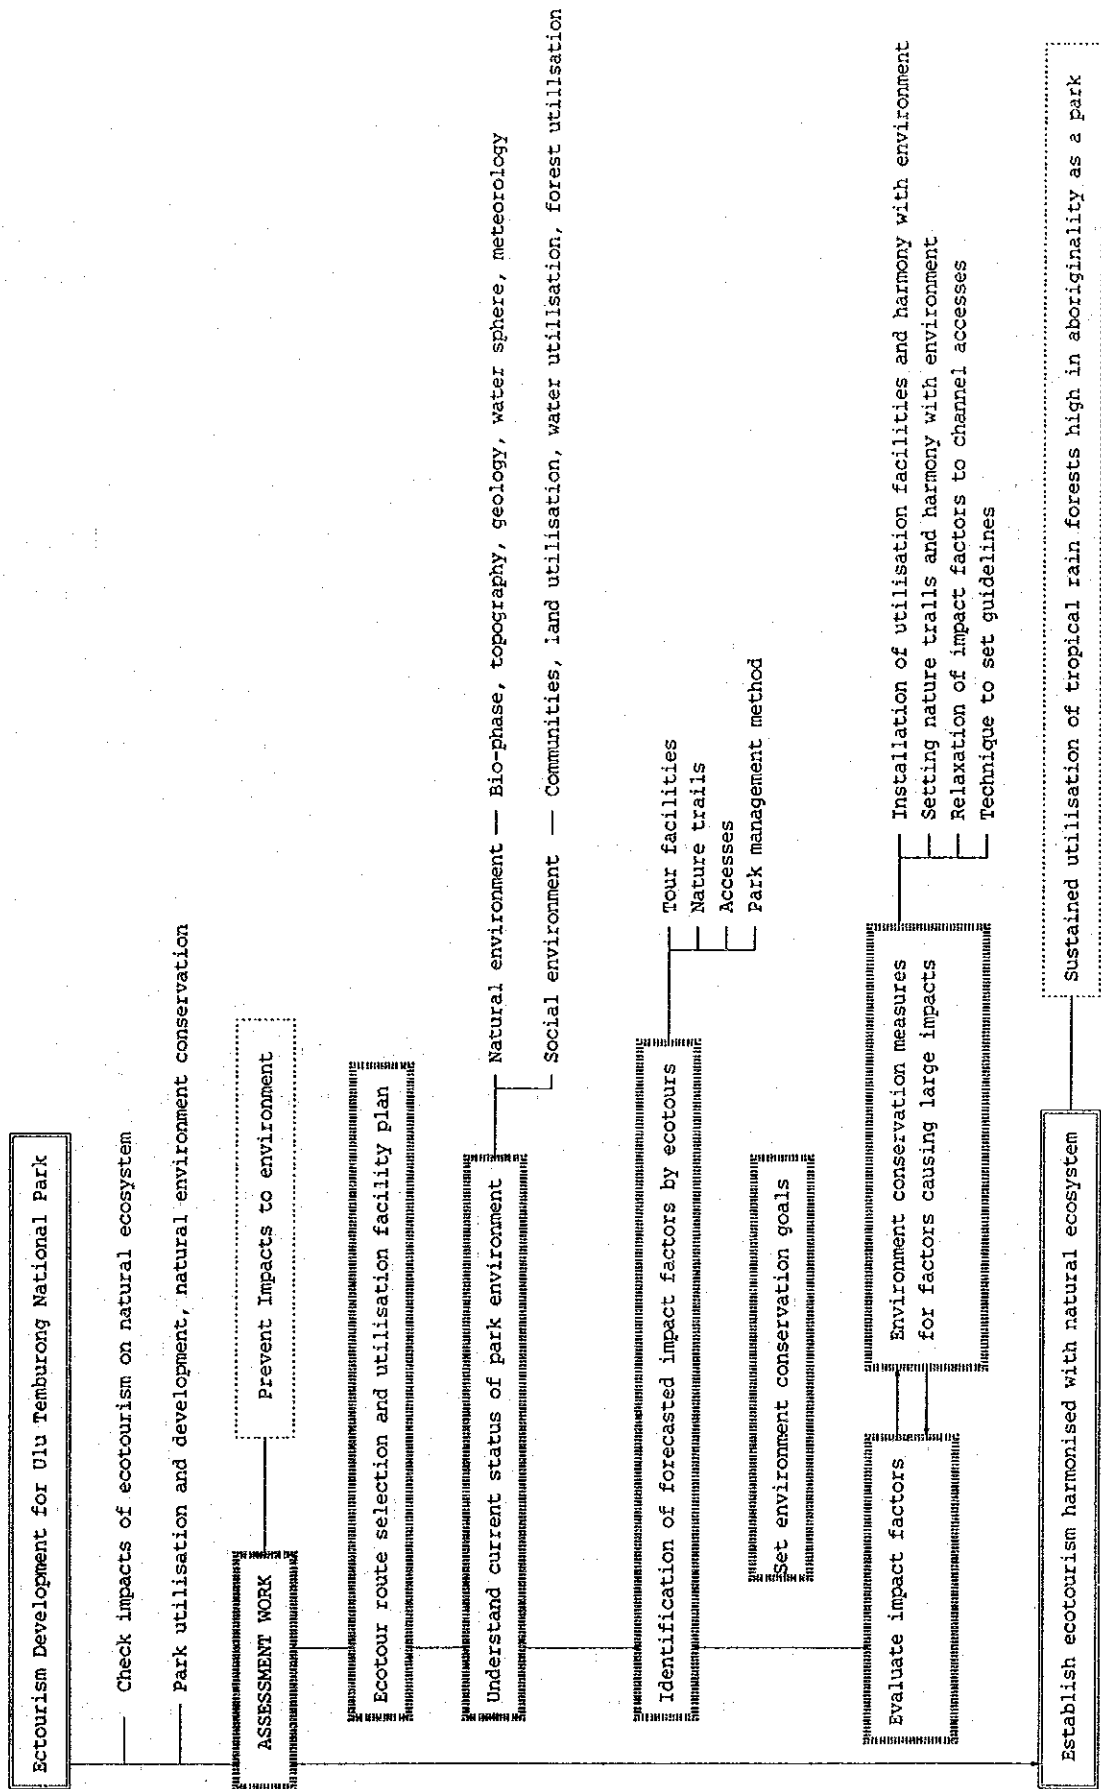 Ectourism Development for Ulu Temburong National Park
Check impacts of ecotourism on natural ecosystem
Park utilisation and development, natural environment conservation
ASSESSMENT WORK
Prevent Impacts to environment
Ecotour route selection and utilisation facility plan
Understand current status of park environment
Natural environment — Bio-phase, topography, geology, water sphere, meteorology
Social environment — Communities, land utilisation, water utilisation, forest utilisation
Identification of forecasted impact factors by ecotours
Tour facilities
Nature trails
Accesses
Park management method
Set environment conservation goals
Evaluate impact factors
Environment conservation measures
for factors causing large impacts
Installation of utilisation facilities and harmony with environment
Setting nature tralls and harmony with environment
Relaxation of impact factors to channel accesses
Technique to set guidelines
Establish ecotourism harmonised with natural ecosystem
Sustained utilisation of tropical rain forests high in aboriginality as a park